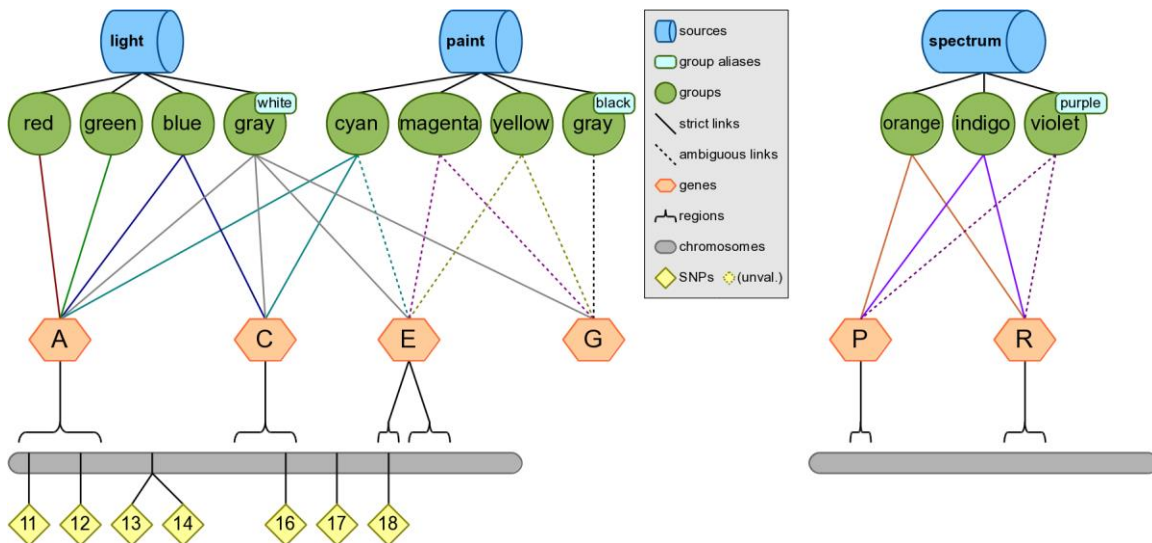 light
paint
spectrum
sources
group aliases
groups
strict links
ambiguous links
genes
regions
chromosomes
SNPs (unval.)
white
black
purple
red
green
blue
gray
cyan
magenta
yellow
gray
orange
indigo
violet
A
C
E
G
P
R
11
12
13
14
16
17
18